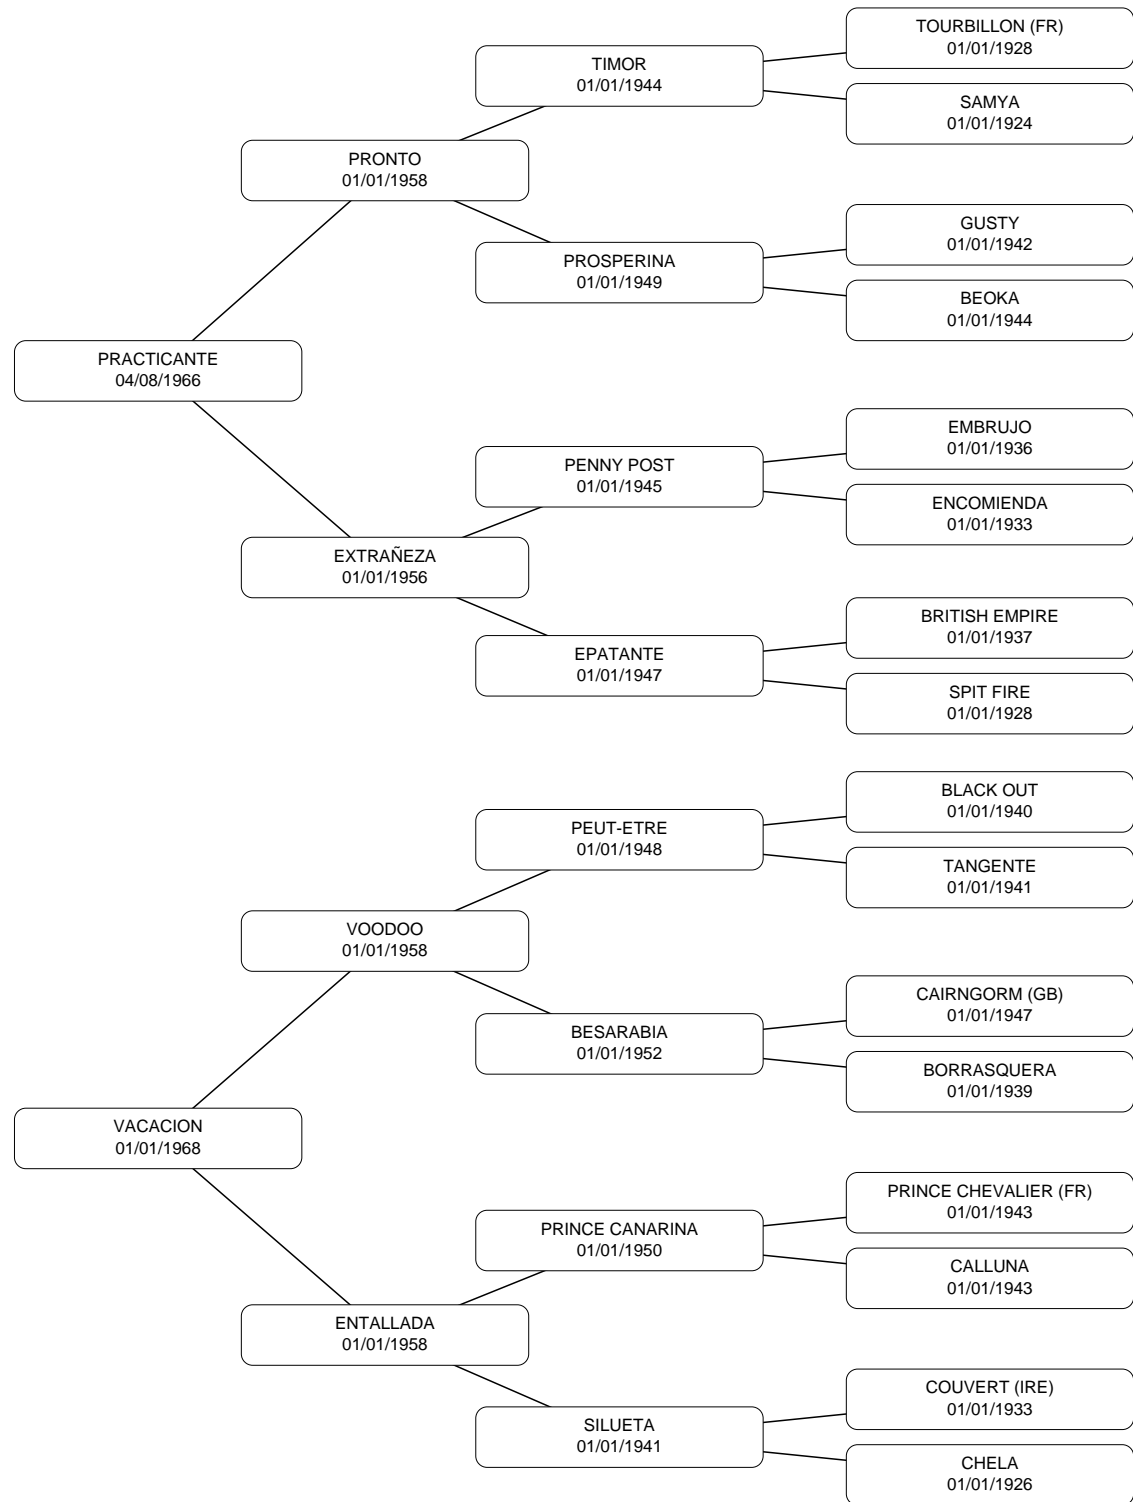 TOURBILLON (FR)
01/01/1928
TIMOR
01/01/1944
SAMYA
01/01/1924
PRONTO
01/01/1958
GUSTY
01/01/1942
PROSPERINA
01/01/1949
BEOKA
01/01/1944
PRACTICANTE
04/08/1966
EMBRUJO
01/01/1936
PENNY POST
01/01/1945
ENCOMIENDA
01/01/1933
EXTRAÑEZA
01/01/1956
BRITISH EMPIRE
01/01/1937
EPATANTE
01/01/1947
SPIT FIRE
01/01/1928
BLACK OUT
01/01/1940
PEUT-ETRE
01/01/1948
TANGENTE
01/01/1941
VOODOO
01/01/1958
CAIRNGORM (GB)
01/01/1947
BESARABIA
01/01/1952
BORRASQUERA
01/01/1939
VACACION
01/01/1968
PRINCE CHEVALIER (FR)
01/01/1943
PRINCE CANARINA
01/01/1950
CALLUNA
01/01/1943
ENTALLADA
01/01/1958
COUVERT (IRE)
01/01/1933
SILUETA
01/01/1941
CHELA
01/01/1926